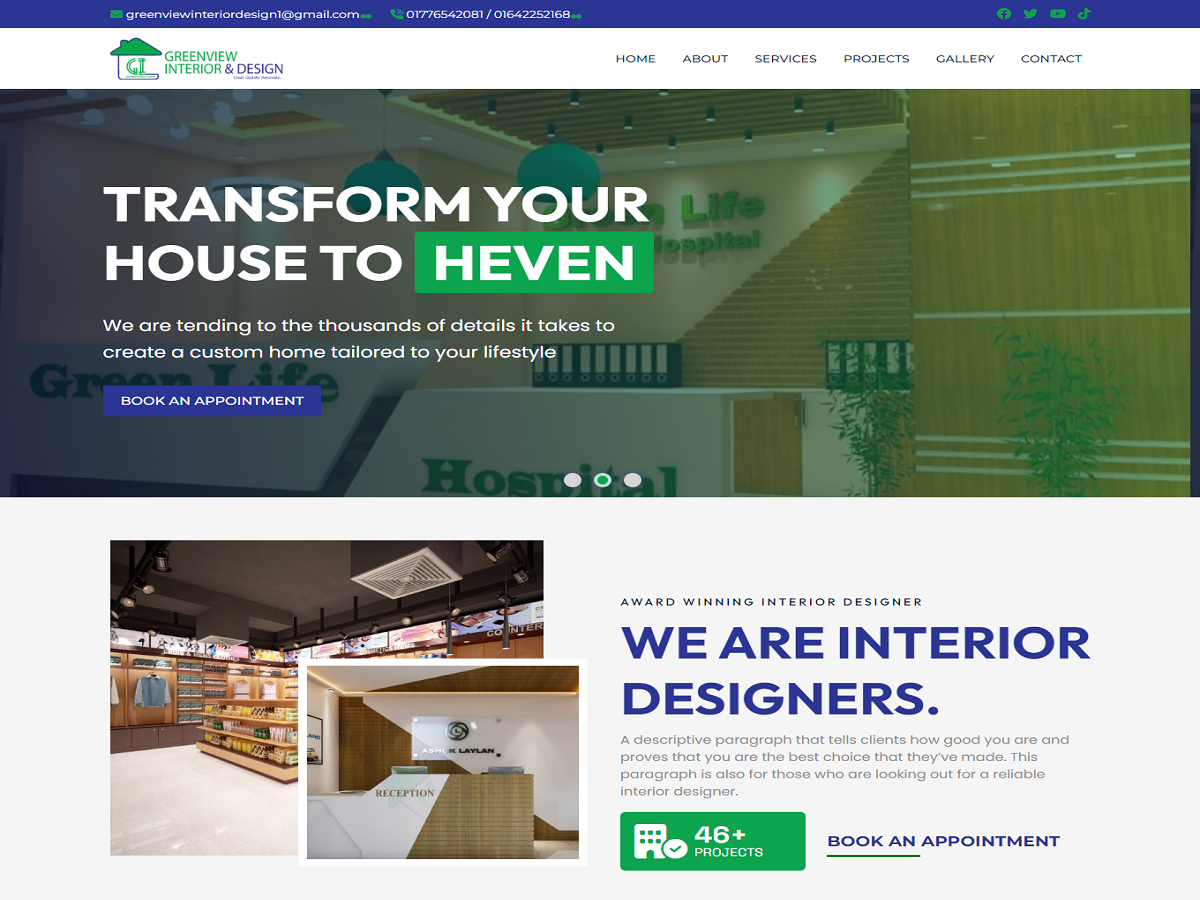 greenviewinteriordesign1@gmail.com 01776542081 / 01642252168
GREENVIEW
INTERIOR & DESIGN
HOME ABOUT SERVICES PROJECTS GALLERY CONTACT
TRANSFORM YOUR
HOUSE TO HEVEN
Green Life
Hospital
We are tending to the thousands of details it takes to
create a custom home tailored to your lifestyle
Green Life
BOOK AN APPOINTMENT
Hospital
COUNTER
ASHOK LAYLAN
RECEPTION
AWARD WINNING INTERIOR DESIGNER
WE ARE INTERIOR
DESIGNERS.
A descriptive paragraph that tells clients how good you are and
proves that you are the best choice that they've made. This
paragraph is also for those who are looking out for a reliable
interior designer.
46+
PROJECTS
BOOK AN APPOINTMENT